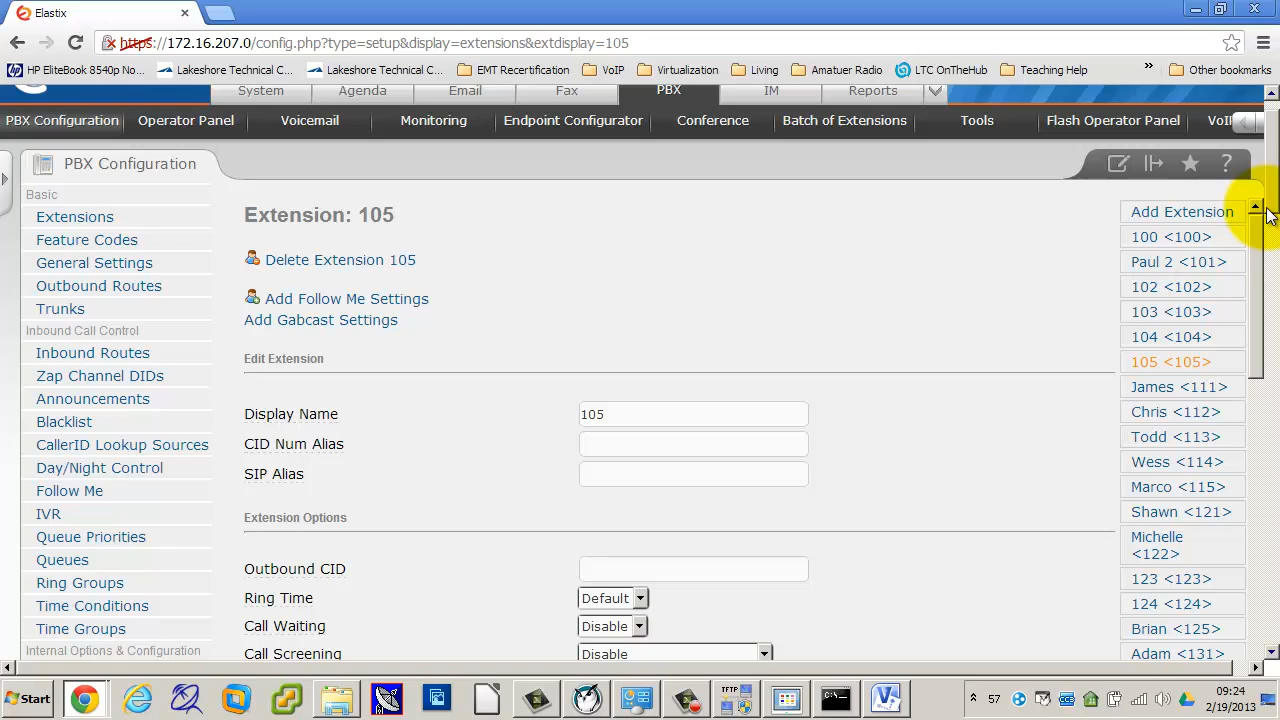 Elastix
https://172.16.207.0/config.php?type=setup&display=extensions&extdisplay=105
HP EliteBook 8540p No...
Lakeshore Technical C...
Lakeshore Technical C...
EMT Recertification
VoIP
Virtualization
Living
Amatuer Radio
LTC OnTheHub
Teaching Help
Other bookmarks
System
Agenda
Email
Fax
PBX
IM
Reports
PBX Configuration
Operator Panel
Voicemail
Monitoring
Endpoint Configurator
Conference
Batch of Extensions
Tools
Flash Operator Panel
VoI
PBX Configuration
Basic
Extensions
Feature Codes
General Settings
Outbound Routes
Trunks
Inbound Call Control
Inbound Routes
Zap Channel DIDs
Announcements
Blacklist
CallerID Lookup Sources
Day/Night Control
Follow Me
IVR
Queue Priorities
Queues
Ring Groups
Time Conditions
Time Groups
Internal Options & Configuration
Extension: 105
Delete Extension 105
Add Follow Me Settings
Add Gabcast Settings
Edit Extension
Display Name
105
CID Num Alias
SIP Alias
Extension Options
Outbound CID
Ring Time
Default
Call Waiting
Disable
Call Screening
Disable
Add Extension
100 <100>
Paul 2 <101>
102 <102>
103 <103>
104 <104>
105 <105>
James <111>
Chris <112>
Todd <113>
Wess <114>
Marco <115>
Shawn <121>
Michelle
<122>
123 <123>
124 <124>
Brian <125>
Adam <131>
Start
TFTP
57
09:24
2/19/2013